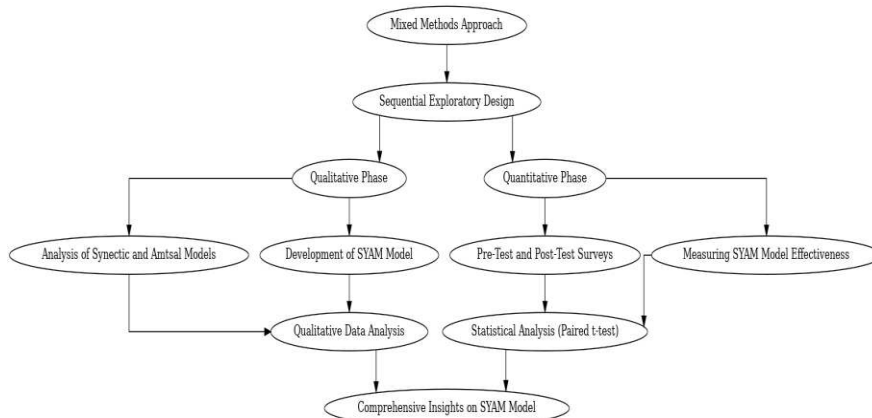 Mixed Methods Approach
Sequential Exploratory Design
Qualitative Phase
Quantitative Phase
Analysis of Synectic and Amtsal Models
Development of SYAM Model
Pre-Test and Post-Test Surveys
Measuring SYAM Model Effectiveness
Qualitative Data Analysis
Statistical Analysis (Paired t-test)
Comprehensive Insights on SYAM Model